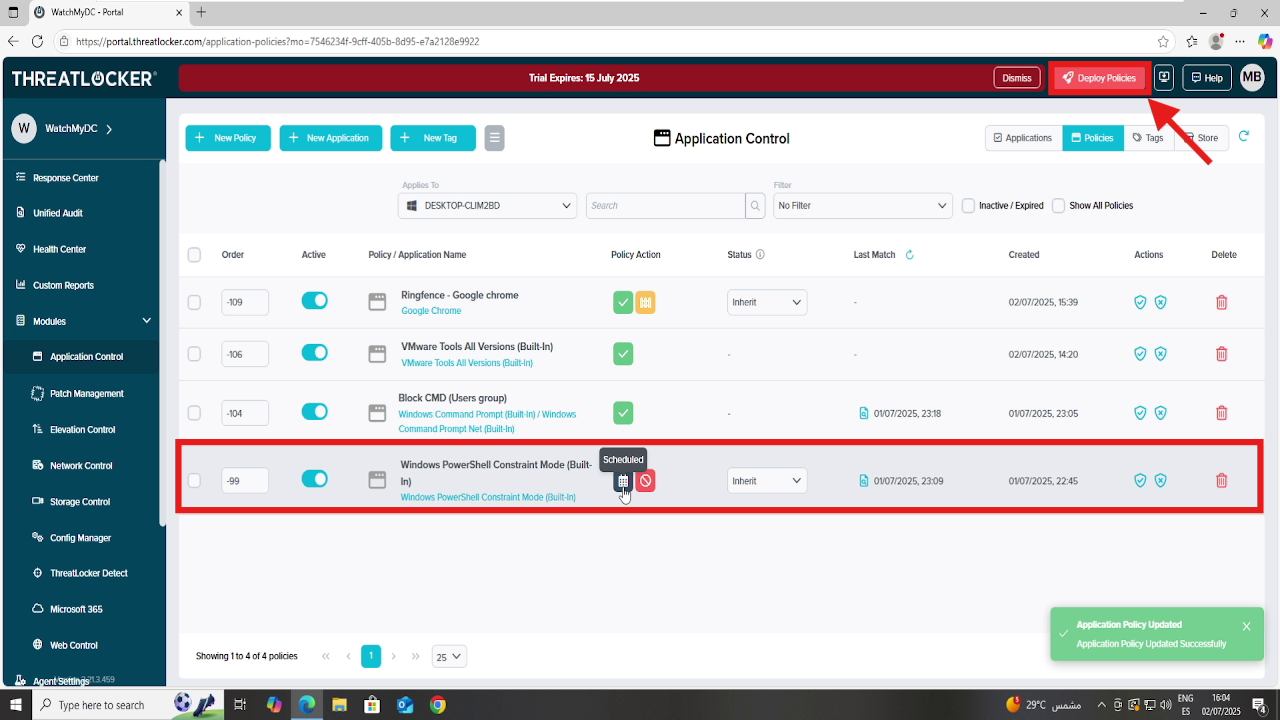 WatchMyDC - Portal
https://portal.threatlocker.com/application-policies?mo=7546234f-9cff-405b-8d95-e7a2128e9922
THREATLOCKER
Trial Expires: 15 July 2025
Dismiss
Deploy Policies
Help
MB
W
WatchMyDC
Response Center
Unified Audit
Health Center
Custom Reports
Modules
Application Control
Patch Management
Elevation Control
Network Control
Storage Control
Config Manager
ThreatLocker Detect
Microsoft 365
Web Control
Agent Settings
New Policy
New Application
New Tag
Application Control
Applications
Policies
Tags
Store
Applies To
DESKTOP-CLIM2BD
Search
Filter
No Filter
Inactive / Expired
Show All Policies
Order Active Policy / Application Name Policy Action Status Last Match Created Actions Delete
-109 Ringfence - Google chrome Inherit - 02/07/2025, 15:39
Google Chrome
-106 VMware Tools All Versions (Built-In) - - 02/07/2025, 14:20
VMware Tools All Versions (Built-In)
Block CMD (Users group)
-104 Windows Command Prompt (Built-In) / Windows - 01/07/2025, 23:18 01/07/2025, 23:05
Command Prompt Net (Built-In)
Windows PowerShell Constraint Mode (Built- Scheduled
-99 In) Inherit 01/07/2025, 23:09 01/07/2025, 22:45
Windows PowerShell Constraint Mode (Built-In)
Application Policy Updated
Application Policy Updated Successfully
Showing 1 to 4 of 4 policies
1
25
Type here to search
29°C مشمس
ENG
ES
16:04
02/07/2025